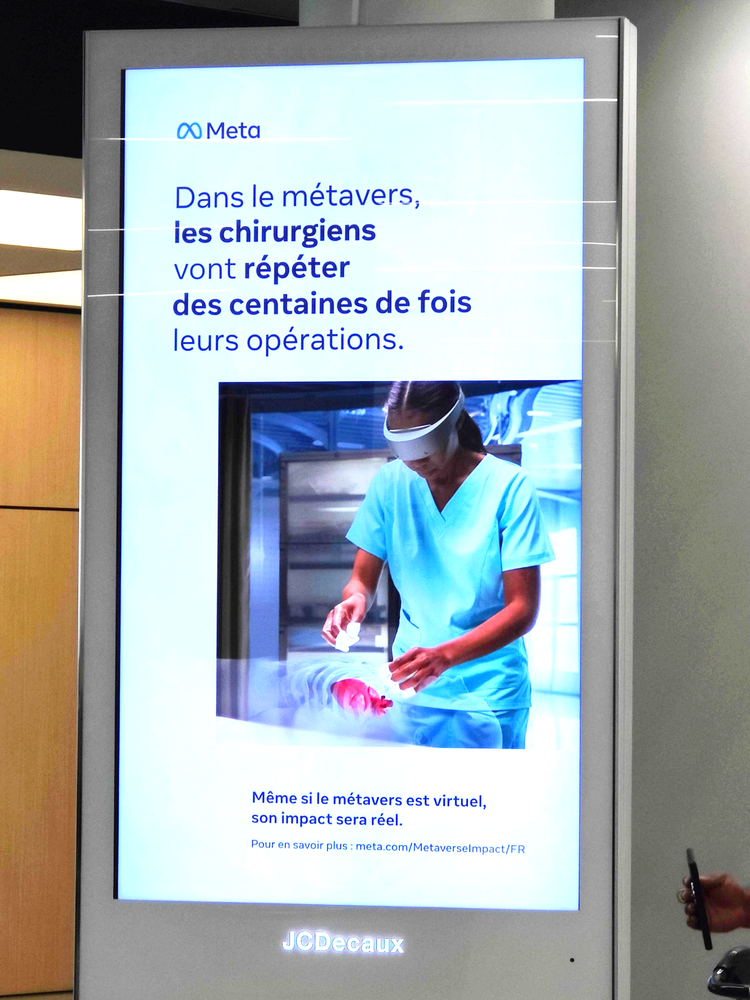 Meta
Dans le métavers,
les chirurgiens
vont répéter
des centaines de fois
leurs opérations.
Même si le métavers est virtuel,
son impact sera réel.
Pour en savoir plus : meta.com/MetaverseImpact/FR
JCDecaux